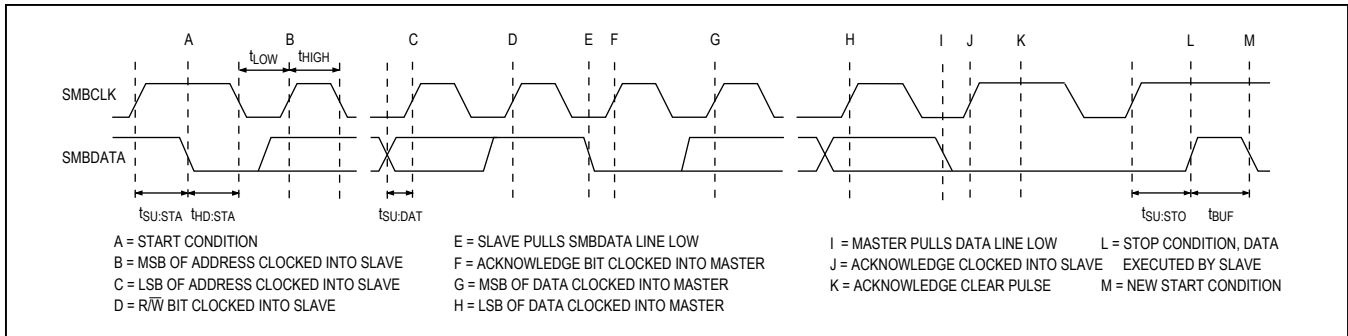 A B C D E F G H I J K L M
tLOW tHIGH
SMBCLK
SMBDATA
tSU:STA tHD:STA tSU:DAT tSU:STO tBUF
A = START CONDITION
B = MSB OF ADDRESS CLOCKED INTO SLAVE
C = LSB OF ADDRESS CLOCKED INTO SLAVE
D = R/W̅ BIT CLOCKED INTO SLAVE
E = SLAVE PULLS SMBDATA LINE LOW
F = ACKNOWLEDGE BIT CLOCKED INTO MASTER
G = MSB OF DATA CLOCKED INTO MASTER
H = LSB OF DATA CLOCKED INTO MASTER
I = MASTER PULLS DATA LINE LOW
J = ACKNOWLEDGE CLOCKED INTO SLAVE
K = ACKNOWLEDGE CLEAR PULSE
L = STOP CONDITION, DATA
EXECUTED BY SLAVE
M = NEW START CONDITION